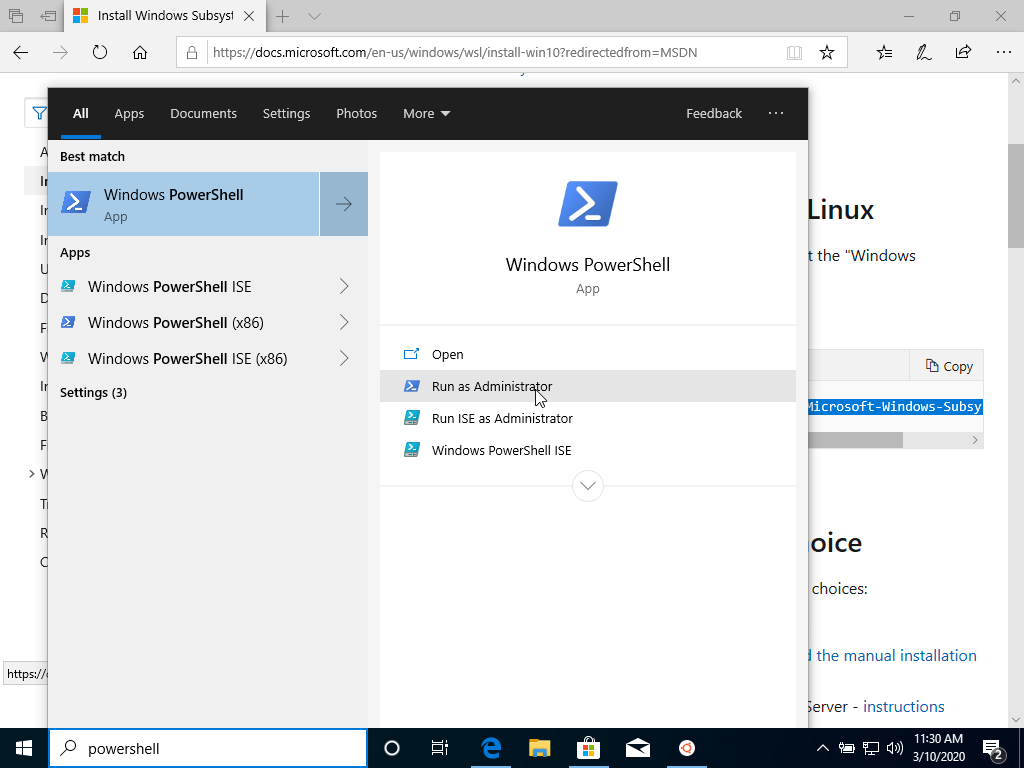 Install Windows Subsyst
https://docs.microsoft.com/en-us/windows/wsl/install-win10?redirectedfrom=MSDN
All Apps Documents Settings Photos More Feedback
Best match
Windows PowerShell
App
Apps
Windows PowerShell ISE
Windows PowerShell (x86)
Windows PowerShell ISE (x86)
Settings (3)
Windows PowerShell
App
Open
Run as Administrator
Run ISE as Administrator
Windows PowerShell ISE
Linux
t the "Windows
Copy
Microsoft-Windows-Subsy
oice
choices:
d the manual installation
Server - instructions
https://
powershell
11:30 AM
3/10/2020
2